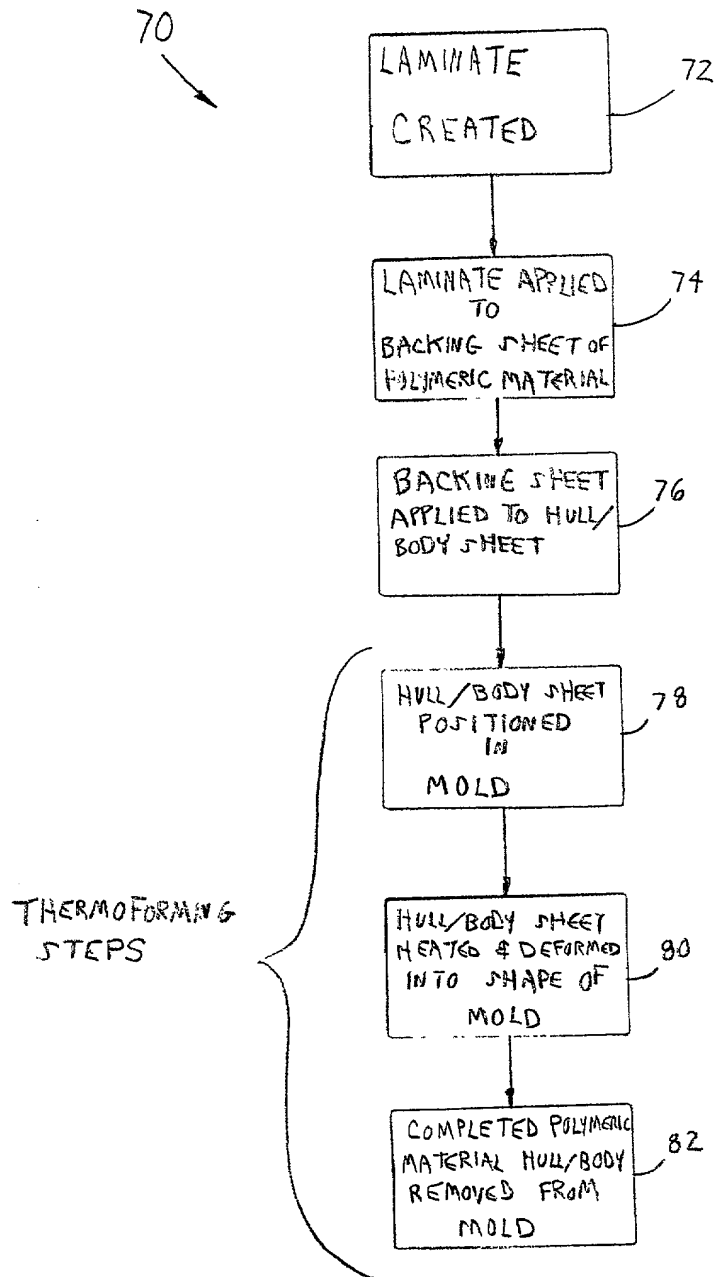 70
LAMINATE
CREATED
72
LAMINATE APPLIED
TO
BACKING SHEET OF
POLYMERIC MATERIAL
74
BACKING SHEET
APPLIED TO HULL/
BODY SHEET
76
HULL/BODY SHEET
POSITIONED
IN
MOLD
78
THERMOFORMING
STEPS
HULL/BODY SHEET
HEATED & DEFORMED
INTO SHAPE OF
MOLD
80
COMPLETED POLYMERIC
MATERIAL HULL/BODY
REMOVED FROM
MOLD
82